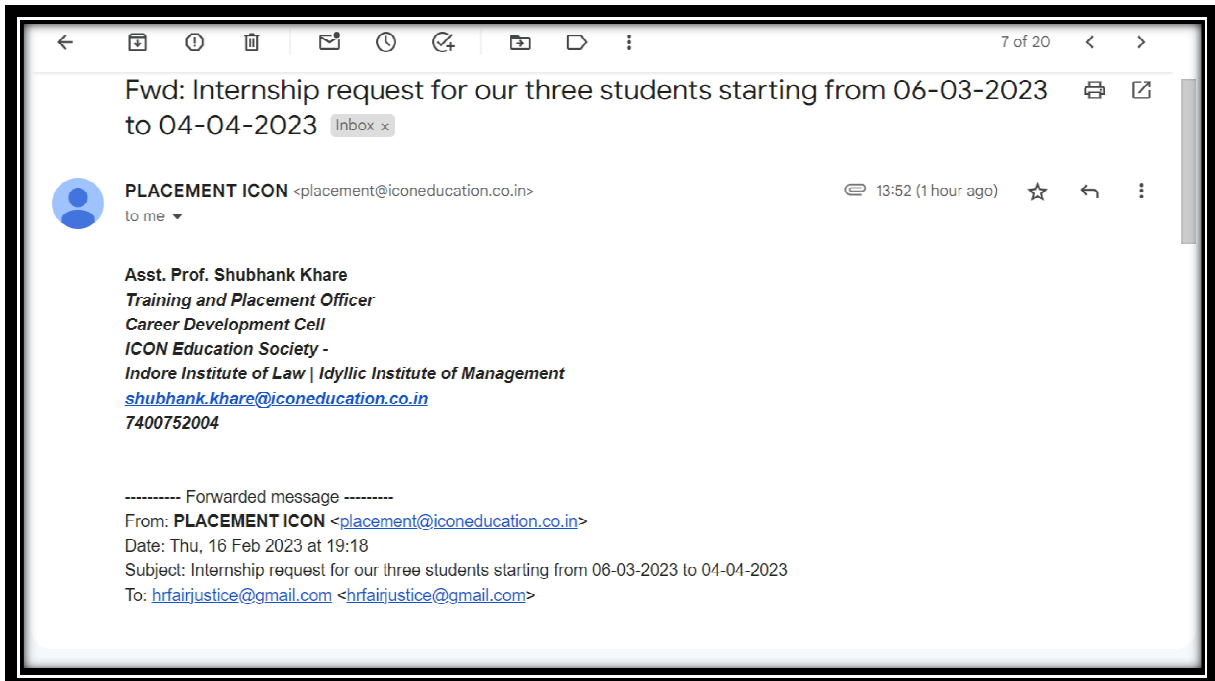 7 of 20
Fwd: Internship request for our three students starting from 06-03-2023
to 04-04-2023 Inbox x
PLACEMENT ICON <placement@iconeducation.co.in> 13:52 (1 hour ago)
to me
Asst. Prof. Shubhank Khare
Training and Placement Officer
Career Development Cell
ICON Education Society -
Indore Institute of Law | Idyllic Institute of Management
shubhank.khare@iconeducation.co.in
7400752004
---------- Forwarded message ---------
From: PLACEMENT ICON <placement@iconeducation.co.in>
Date: Thu, 16 Feb 2023 at 19:18
Subject: Internship request for our three students starting from 06-03-2023 to 04-04-2023
To: hrfairjustice@gmail.com <hrfairjustice@gmail.com>